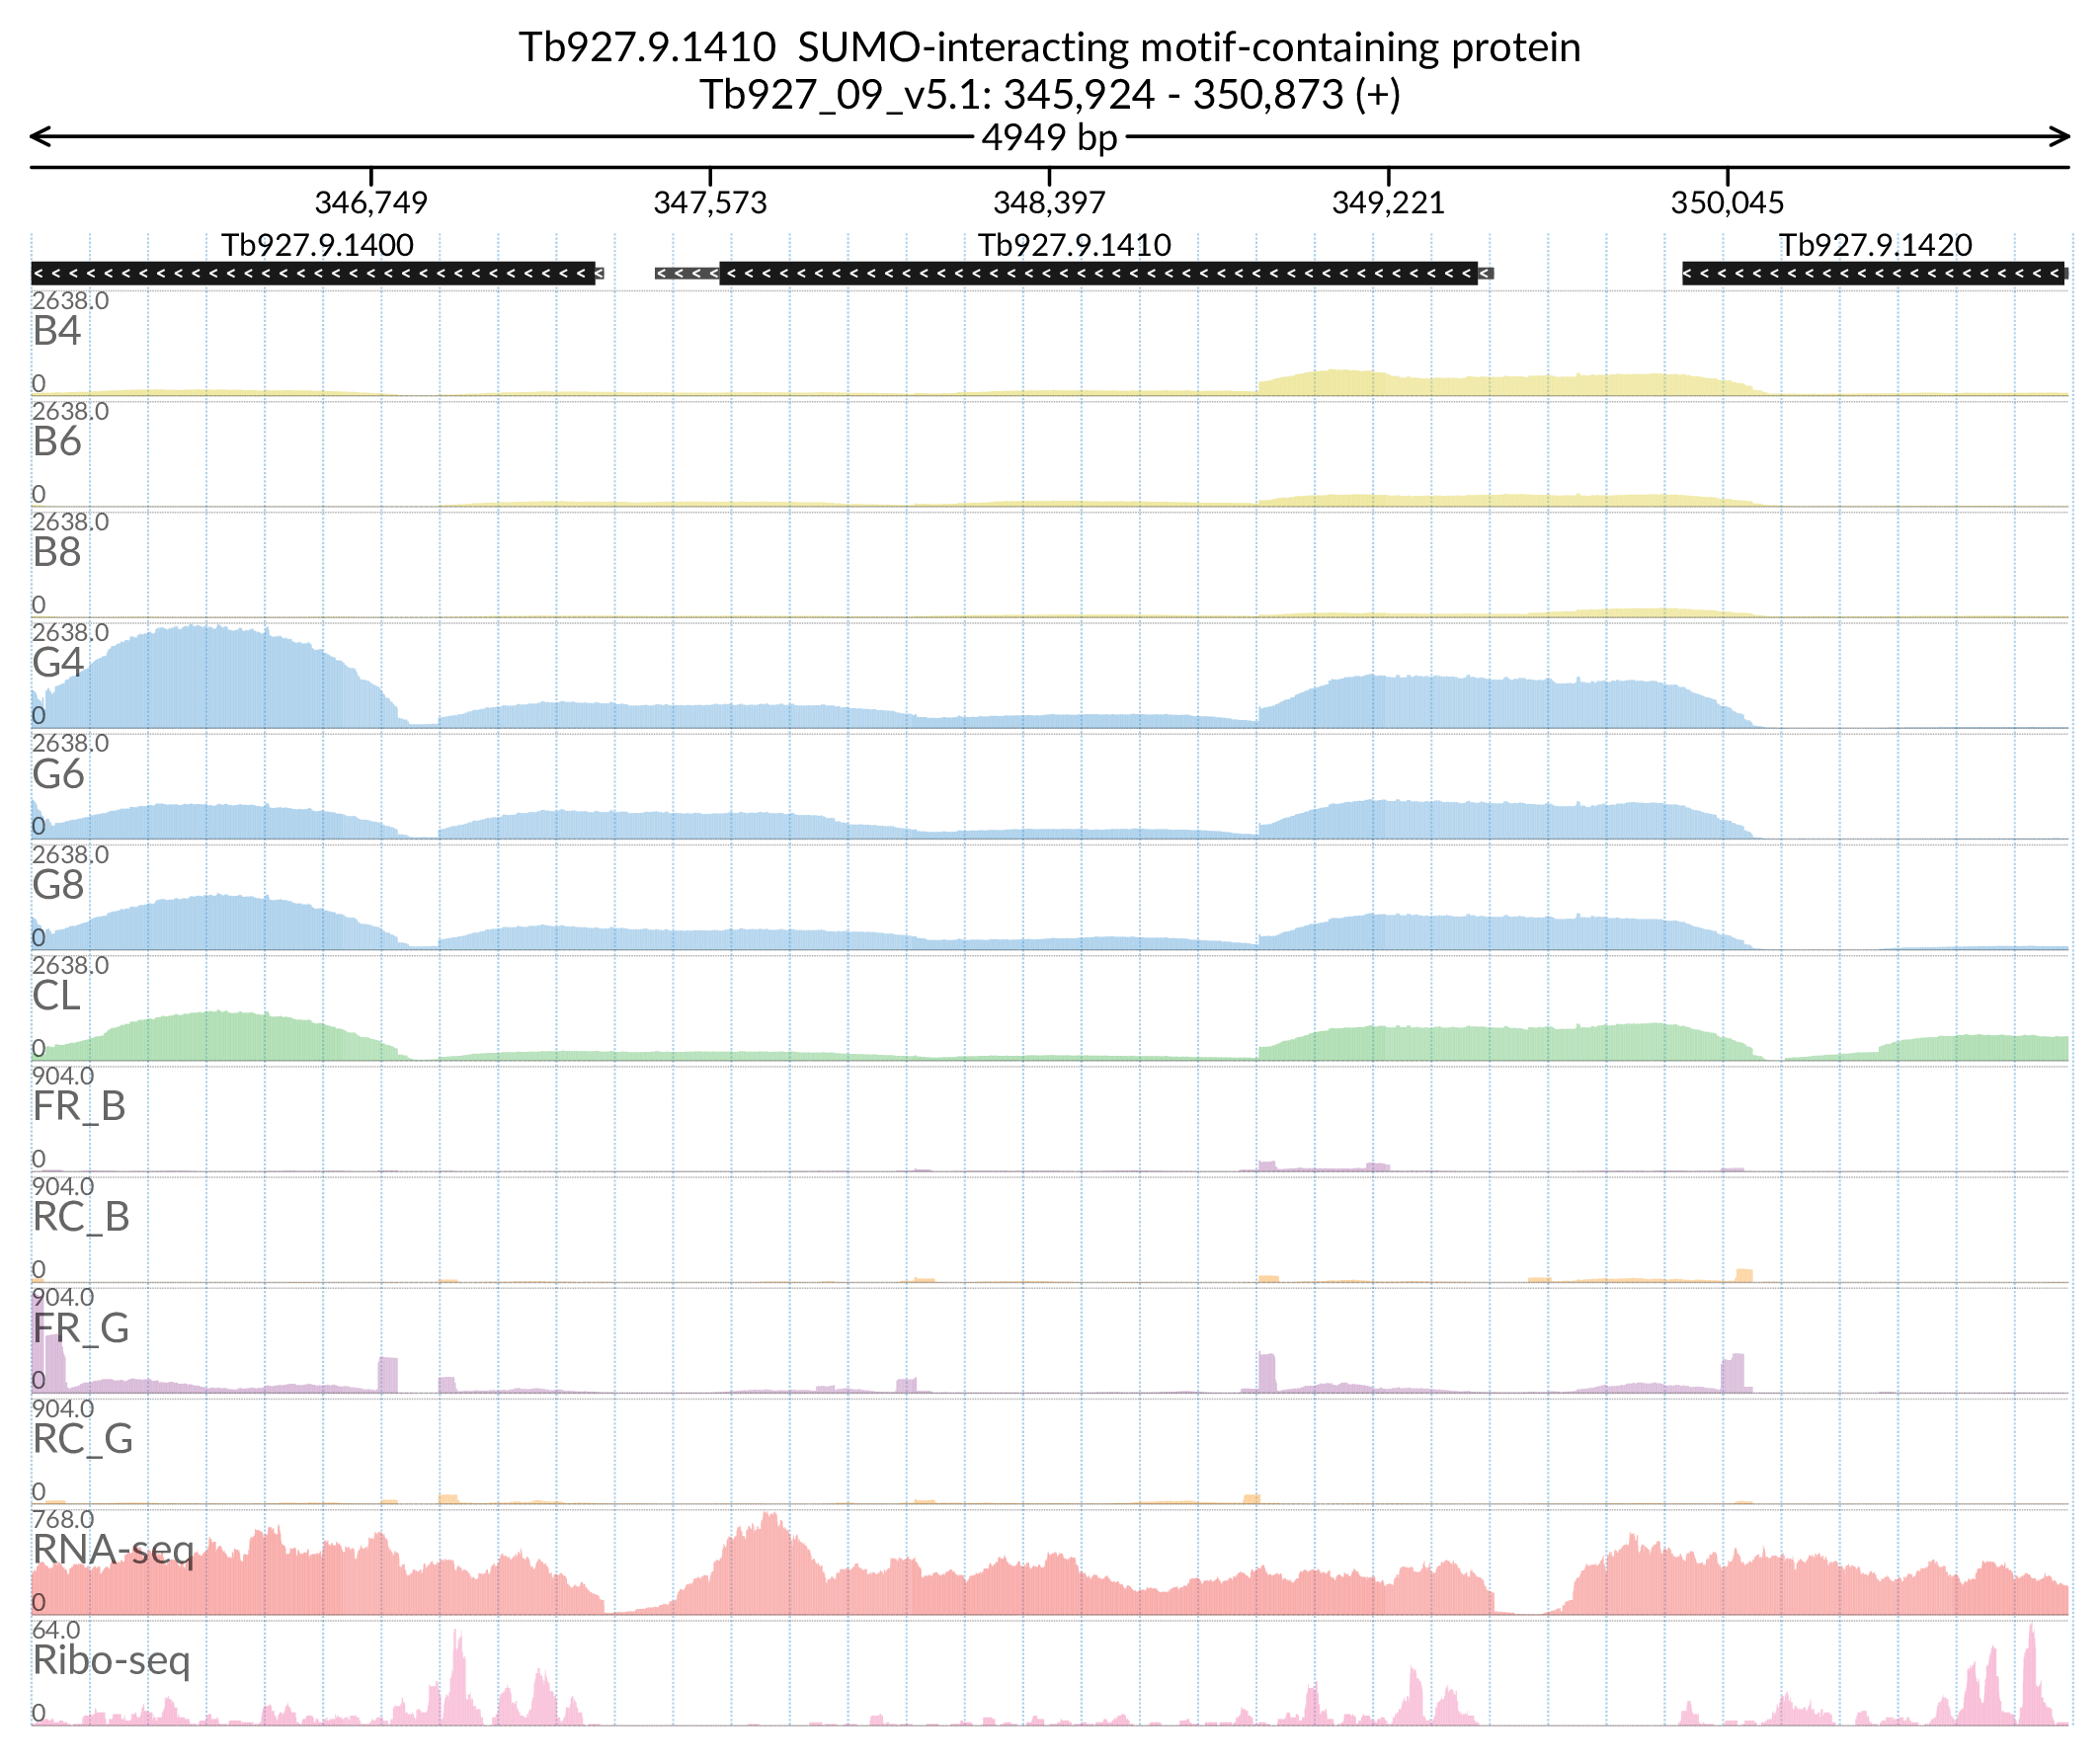 Tb927.9.1410  SUMO-interacting motif-containing protein
Tb927_09_v5.1: 345,924 - 350,873 (+)
4949 bp
346,749 347,573 348,397 349,221 350,045
Tb927.9.1400 Tb927.9.1410 Tb927.9.1420
2638.0
B4
0
2638.0
B6
0
2638.0
B8
0
2638.0
G4
0
2638.0
G6
0
2638.0
G8
0
2638.0
CL
0
904.0
FR_B
0
904.0
RC_B
0
904.0
FR_G
0
904.0
RC_G
0
768.0
RNA-seq
0
64.0
Ribo-seq
0